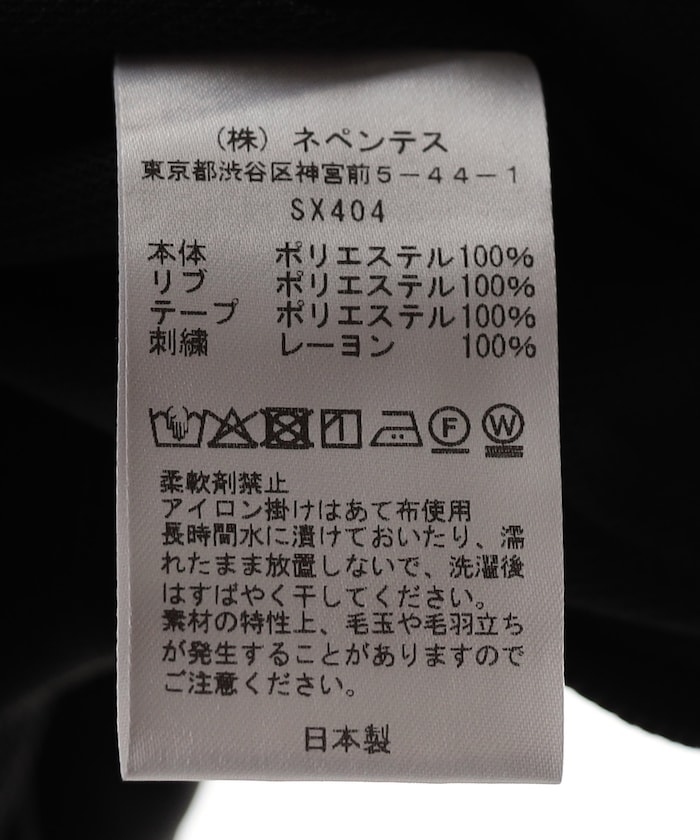 (株) ネペンテス
東京都渋谷区神宮前5-44-1
SX404
本体 ポリエステル100%
リブ ポリエステル100%
テープ ポリエステル100%
刺繍 レーヨン 100%
F W
柔軟剤禁止
アイロン掛けはあて布使用
長時間水に漬けておいたり、濡
れたまま放置しないで、洗濯後
はすばやく干してください。
素材の特性上、毛玉や毛羽立ち
が発生することがありますので
ご注意ください。
日本製